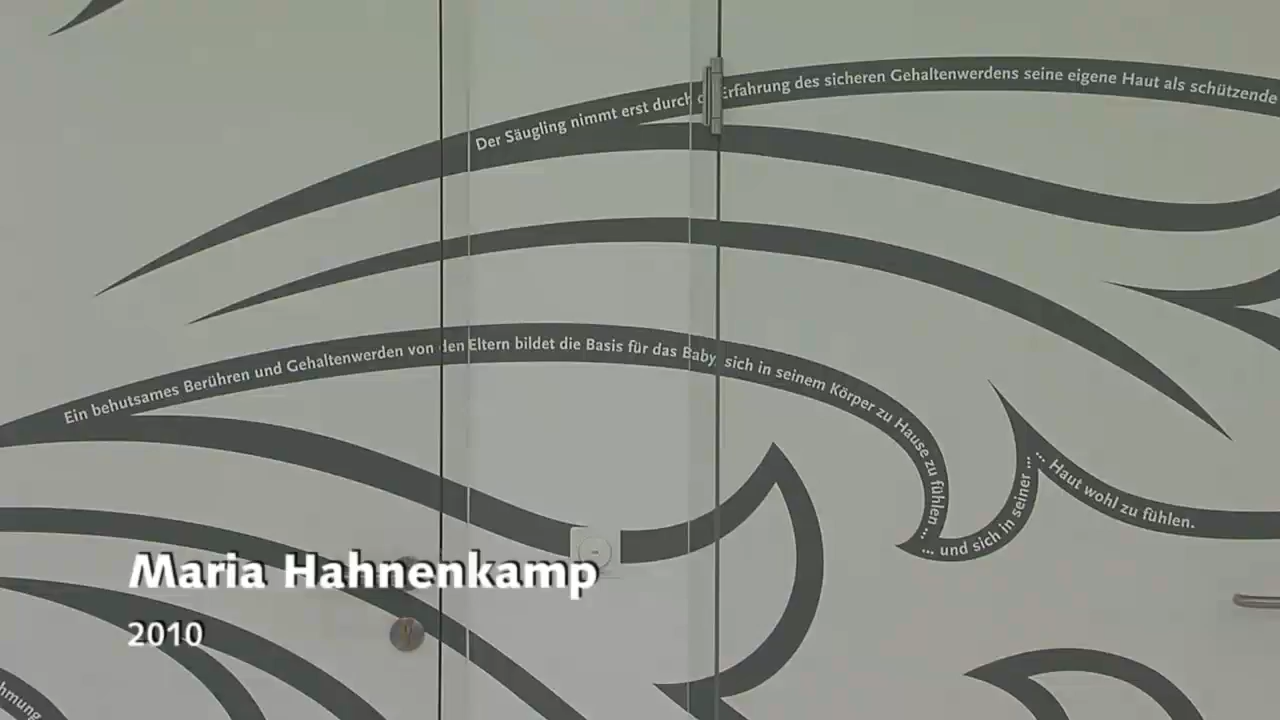 Der Säugling nimmt erst durch d Erfahrung des sicheren Gehaltenwerdens seine eigene Haut als schützende
Ein behutsames Berühren und Gehaltenwerden von den Eltern bildet die Basis für das Baby, sich in seinem Körper zu Hause zu fühlen ...
... und sich in seiner ...
... Haut wohl zu fühlen.
Maria Hahnenkamp
2010